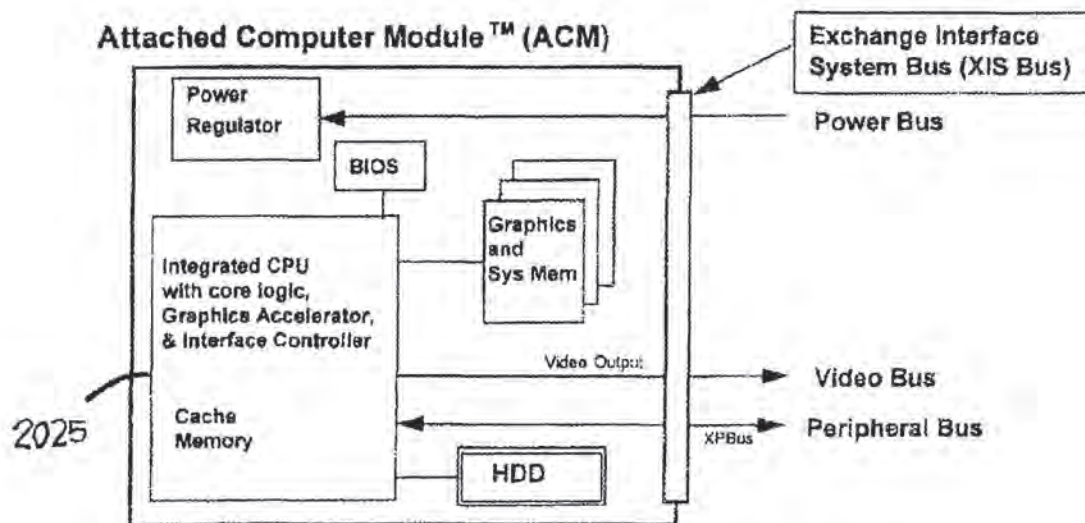 Attached Computer Module™ (ACM)
Exchange Interface
System Bus (XIS Bus)
Power
Regulator
Power Bus
BIOS
Graphics
and
Sys Mem
Integrated CPU
with core logic,
Graphics Accelerator,
& Interface Controller
Video Output
Video Bus
2025
Cache
Memory
XPBus
Peripheral Bus
HDD